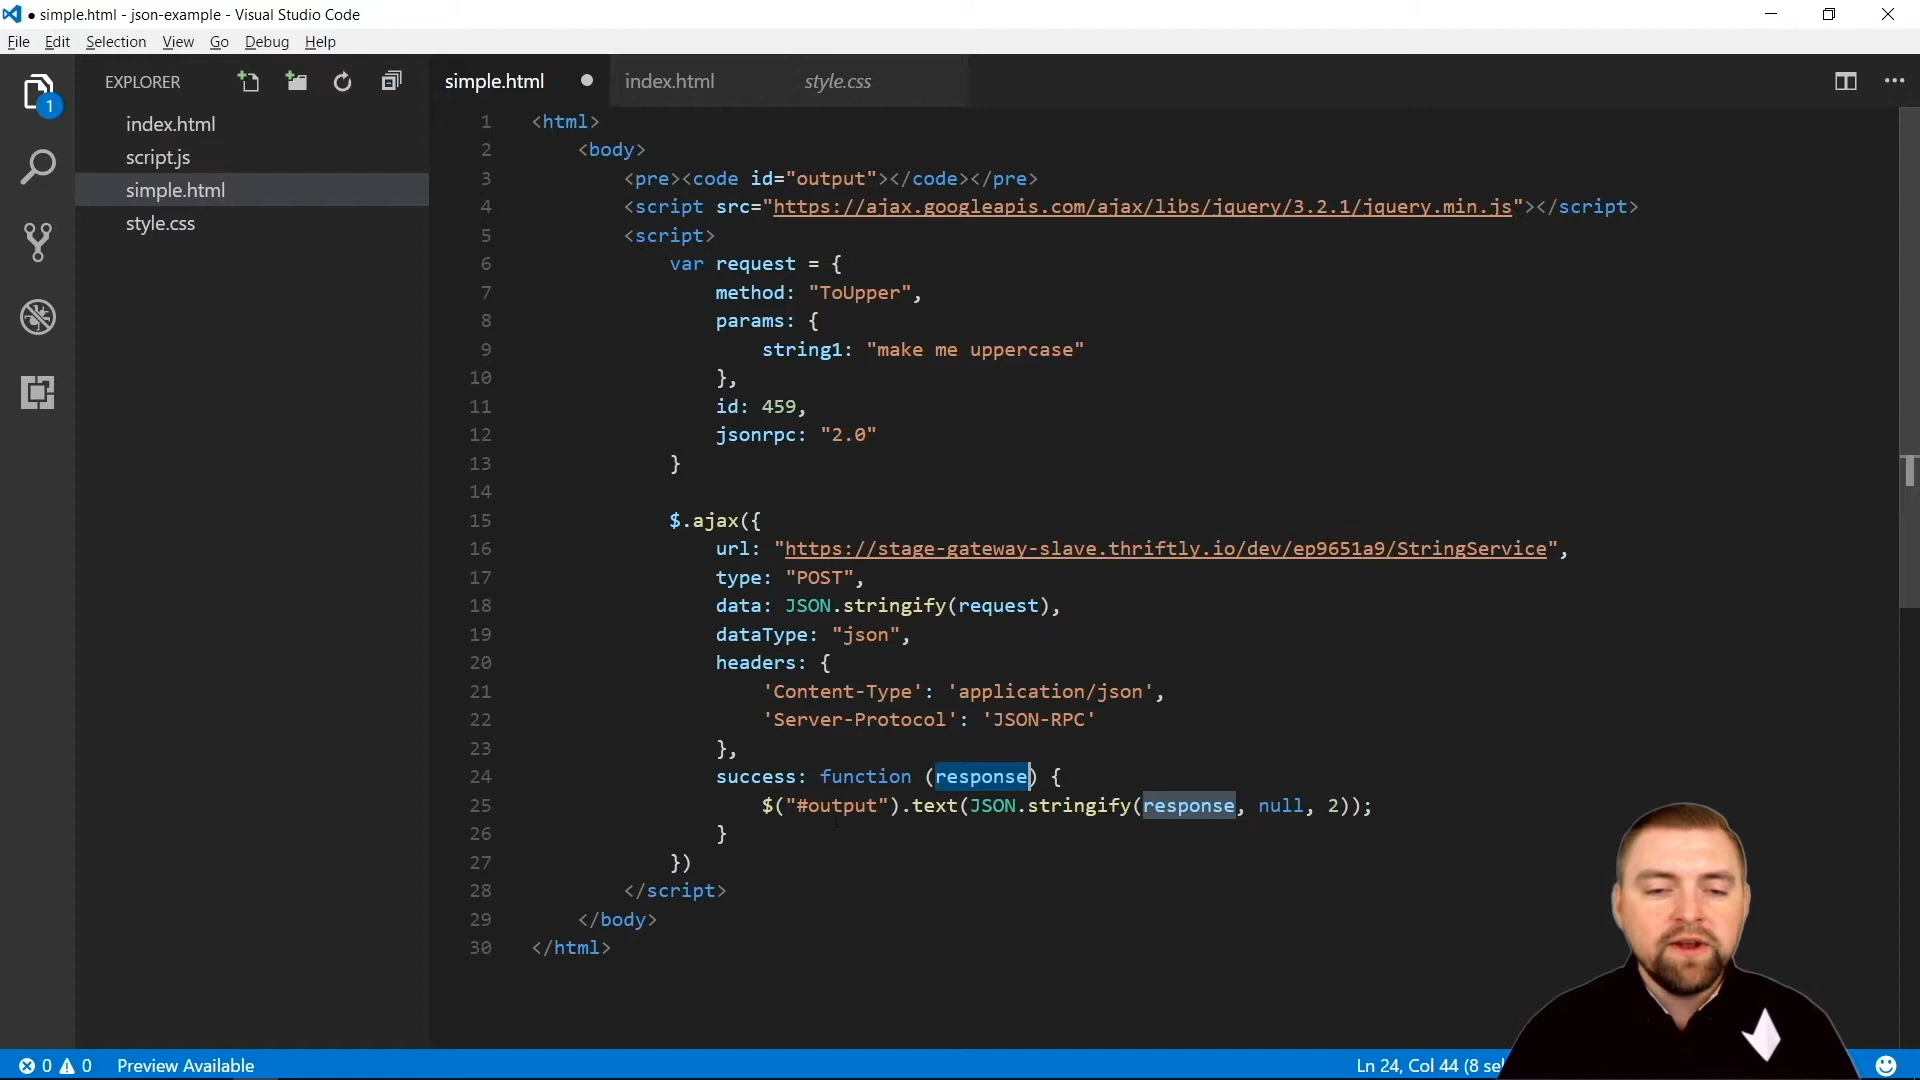 ● simple.html - json-example - Visual Studio Code
File Edit Selection View Go Debug Help
EXPLORER
1
index.html
script.js
simple.html
style.css
simple.html index.html style.css
1 <html>
2 <body>
3 <pre><code id="output"></code></pre>
4 <script src="https://ajax.googleapis.com/ajax/libs/jquery/3.2.1/jquery.min.js"></script>
5 <script>
6 var request = {
7 method: "ToUpper",
8 params: {
9 string1: "make me uppercase"
10 },
11 id: 459,
12 jsonrpc: "2.0"
13 }
14
15 $.ajax({
16 url: "https://stage-gateway-slave.thriftly.io/dev/ep9651a9/StringService",
17 type: "POST",
18 data: JSON.stringify(request),
19 dataType: "json",
20 headers: {
21 'Content-Type': 'application/json',
22 'Server-Protocol': 'JSON-RPC'
23 },
24 success: function (response) {
25 $("#output").text(JSON.stringify(response, null, 2));
26 }
27 })
28 </script>
29 </body>
30 </html>
0 0 Preview Available
Ln 24, Col 44 (8 sel